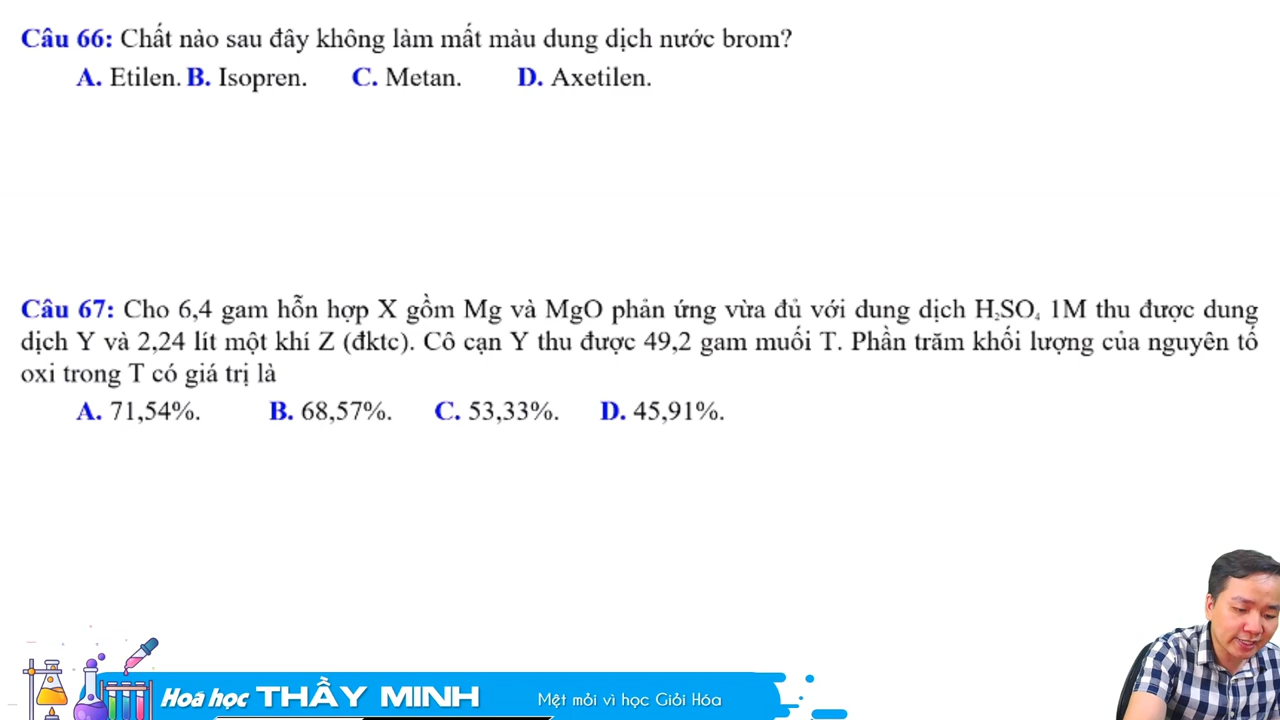 Câu 66: Chất nào sau đây không làm mất màu dung dịch nước brom?
A. Etilen. B. Isopren. C. Metan. D. Axetilen.
Câu 67: Cho 6,4 gam hỗn hợp X gồm Mg và MgO phản ứng vừa đủ với dung dịch H₂SO₄ 1M thu được dung
dịch Y và 2,24 lít một khí Z (đktc). Cô cạn Y thu được 49,2 gam muối T. Phần trăm khối lượng của nguyên tố
oxi trong T có giá trị là
A. 71,54%. B. 68,57%. C. 53,33%. D. 45,91%.
Hoá học THẦY MINH Mệt mỏi vì học Giỏi Hóa